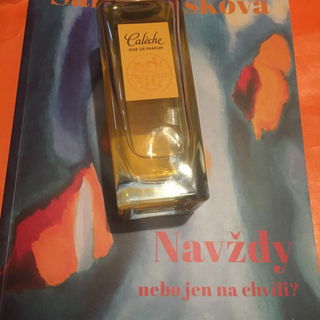 Calèche
SOIE DE PARFUM
Navždy
nebo jen na chvíli?